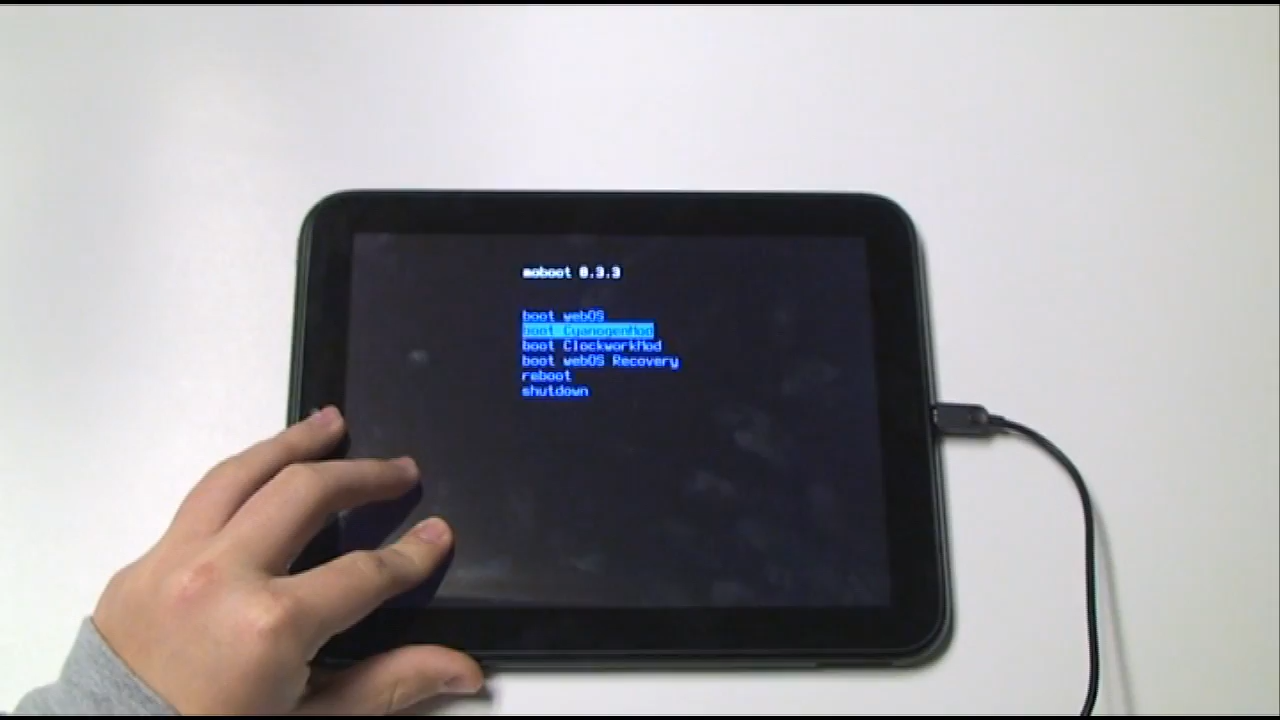 moboot 0.3.3
boot webOS
boot CyanogenMod
boot ClockworkMod
boot webOS Recovery
reboot
shutdown